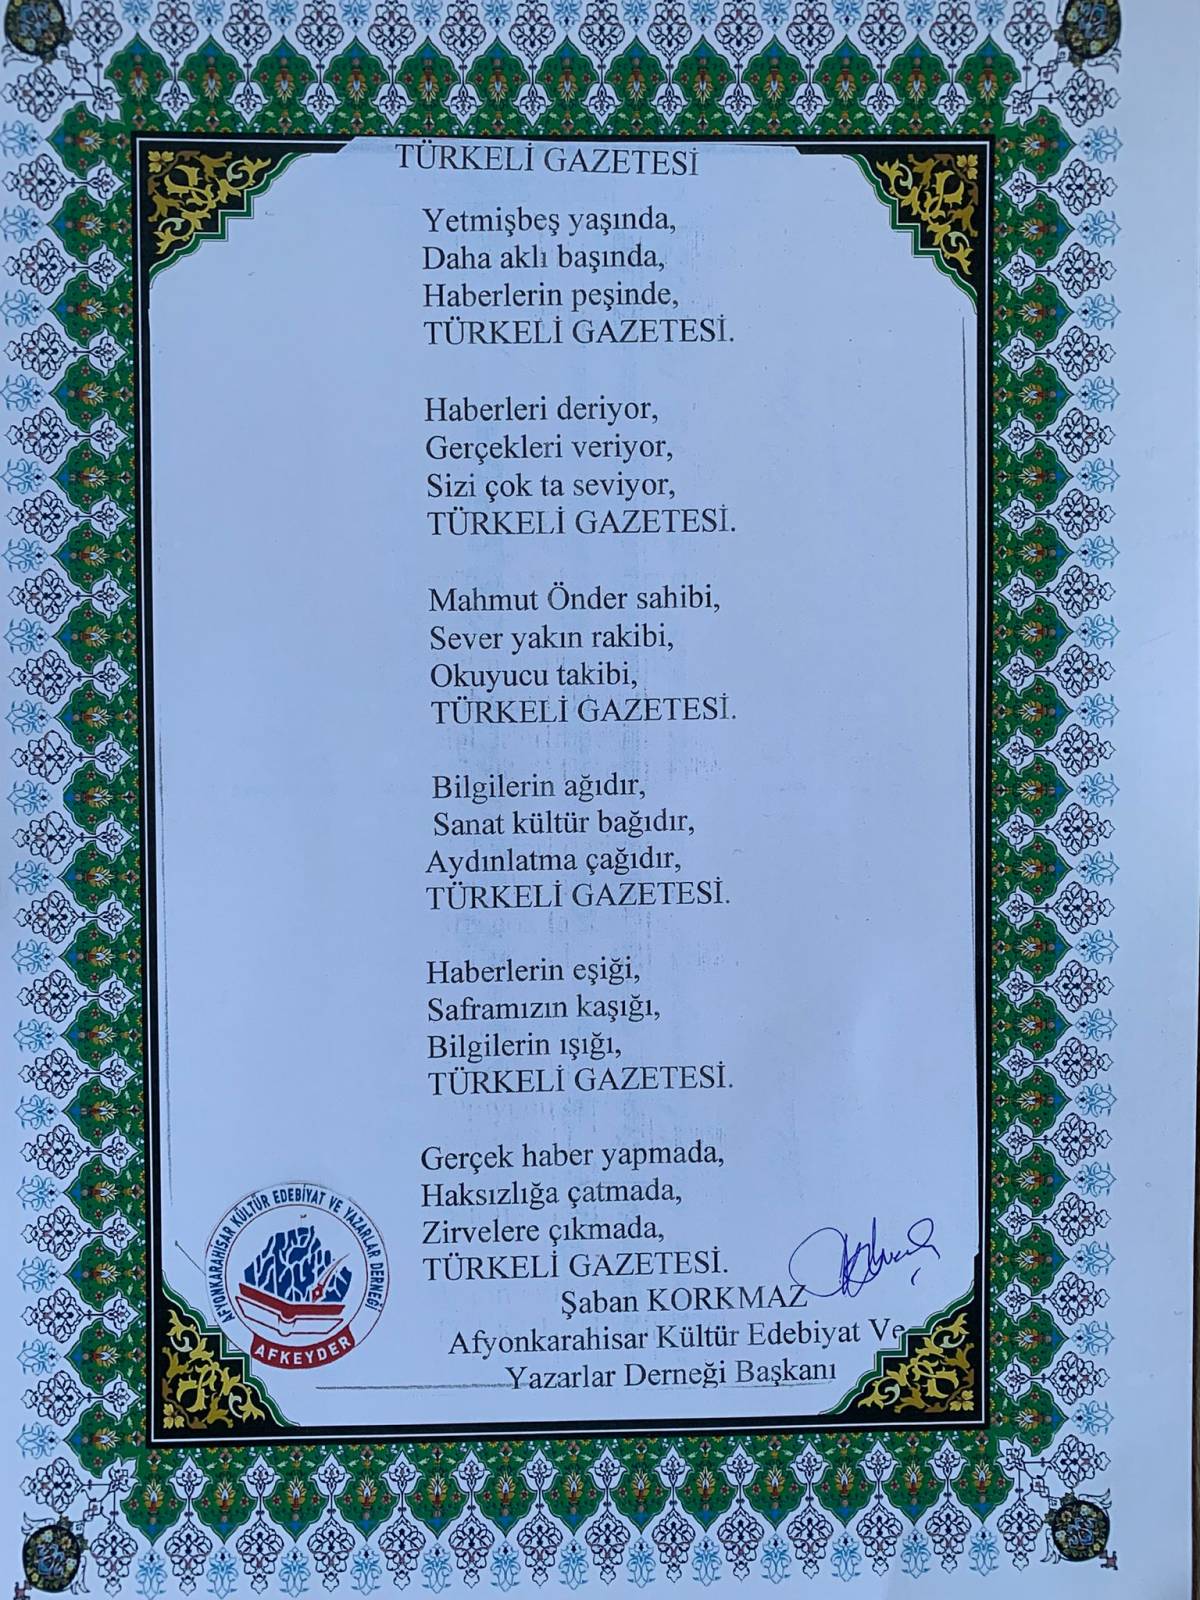 TÜRKELİ GAZETESİ
Yetmişbeş yaşında,
Daha aklı başında,
Haberlerin peşinde,
TÜRKELİ GAZETESİ.
Haberleri deriyor,
Gerçekleri veriyor,
Sizi çok ta seviyor,
TÜRKELİ GAZETESİ.
Mahmut Önder sahibi,
Sever yakın rakibi,
Okuyucu takibi,
TÜRKELİ GAZETESİ.
Bilgilerin ağıdır,
Sanat kültür bağıdır,
Aydınlatma çağıdır,
TÜRKELİ GAZETESİ.
Haberlerin eşiği,
Saframızın kaşığı,
Bilgilerin ışığı,
TÜRKELİ GAZETESİ.
Gerçek haber yapmada,
Haksızlığa çatmada,
Zirvelere çıkmada,
TÜRKELİ GAZETESİ.
Şaban KORKMAZ
Afyonkarahisar Kültür Edebiyat Ve
Yazarlar Derneği Başkanı
AFYONKARAHİSAR KÜLTÜR EDEBİYAT VE YAZARLAR DERNEĞİ
AFKEYDER